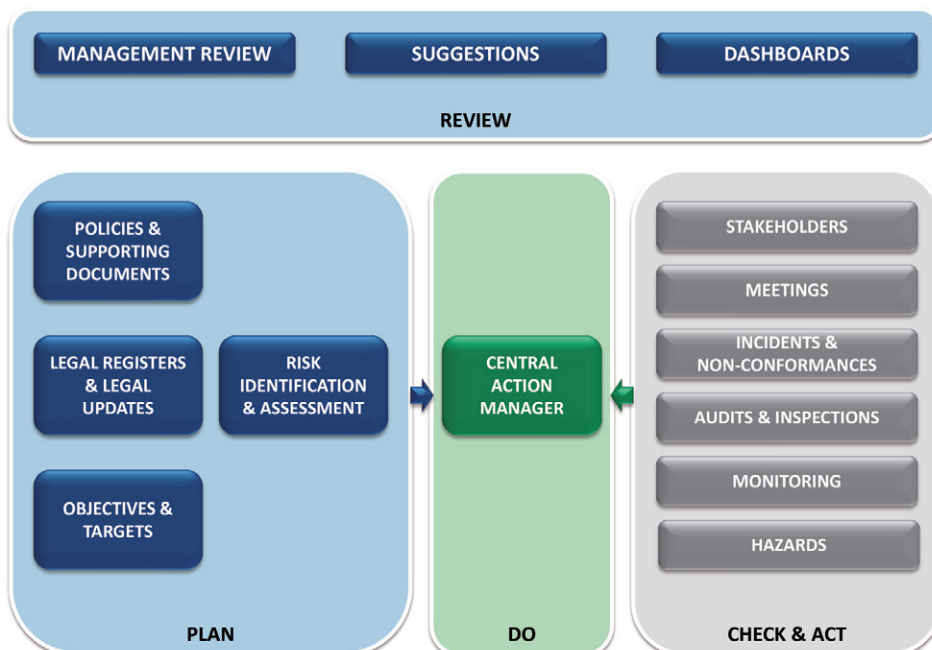 MANAGEMENT REVIEW
SUGGESTIONS
DASHBOARDS
REVIEW
POLICIES &
SUPPORTING
DOCUMENTS
LEGAL REGISTERS
& LEGAL
UPDATES
RISK
IDENTIFICATION
& ASSESSMENT
OBJECTIVES &
TARGETS
PLAN
CENTRAL
ACTION
MANAGER
DO
STAKEHOLDERS
MEETINGS
INCIDENTS &
NON-CONFORMANCES
AUDITS & INSPECTIONS
MONITORING
HAZARDS
CHECK & ACT